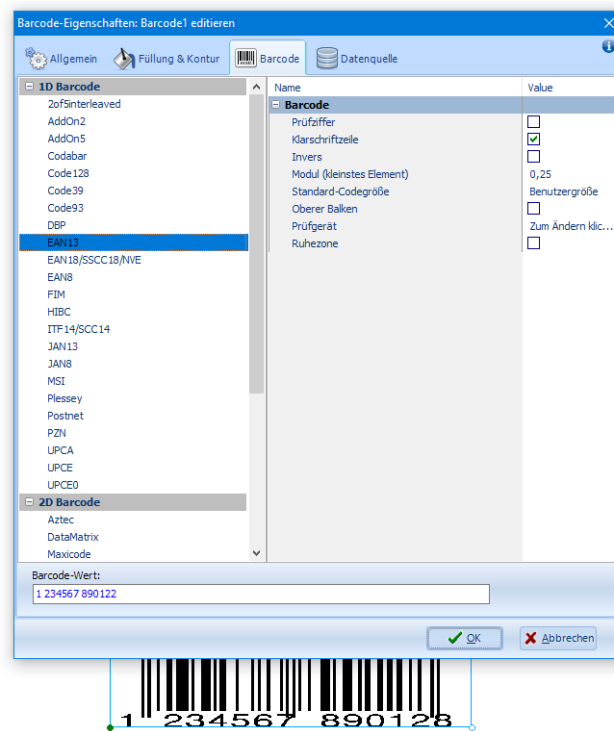 Barcode-Eigenschaften: Barcode1 editieren
Allgemein Füllung & Kontur Barcode Datenquelle
1D Barcode
2of5interleaved
AddOn2
AddOn5
Codabar
Code128
Code39
Code93
DBP
EAN13
EAN18/SSCC18/NVE
EAN8
FIM
HIBC
ITF14/SCC14
JAN13
JAN8
MSI
Plessey
Postnet
PZN
UPCA
UPCE
UPCE0
2D Barcode
Aztec
DataMatrix
Maxicode
Name Value
Barcode
Prüfziffer
Klarschriftzeile
Invers
Modul (kleinstes Element) 0,25
Standard-Codegröße Benutzergröße
Oberer Balken
Prüfgerät Zum Ändern klic...
Ruhezone
Barcode-Wert:
1 234567 890122
OK Abbrechen
1 234567 890128